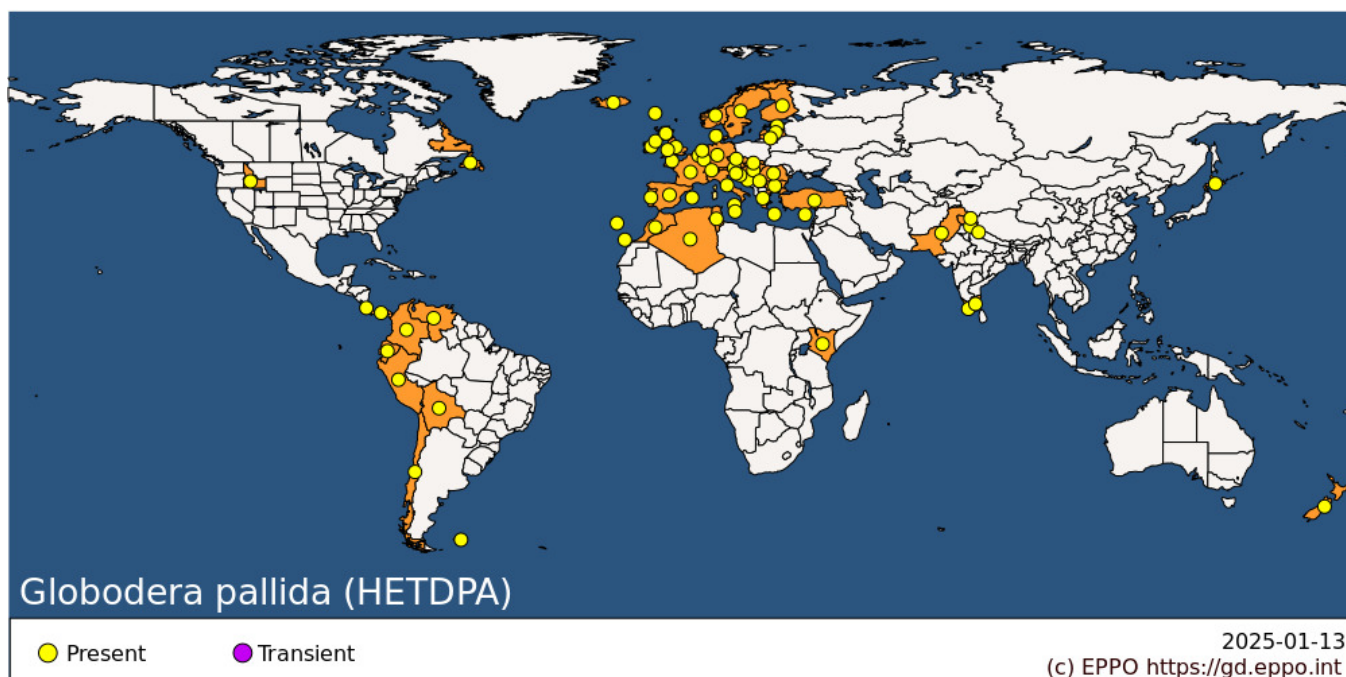 Globodera pallida (HETDPA)
Present
Transient
2025-01-13
(c) EPPO https://gd.eppo.int